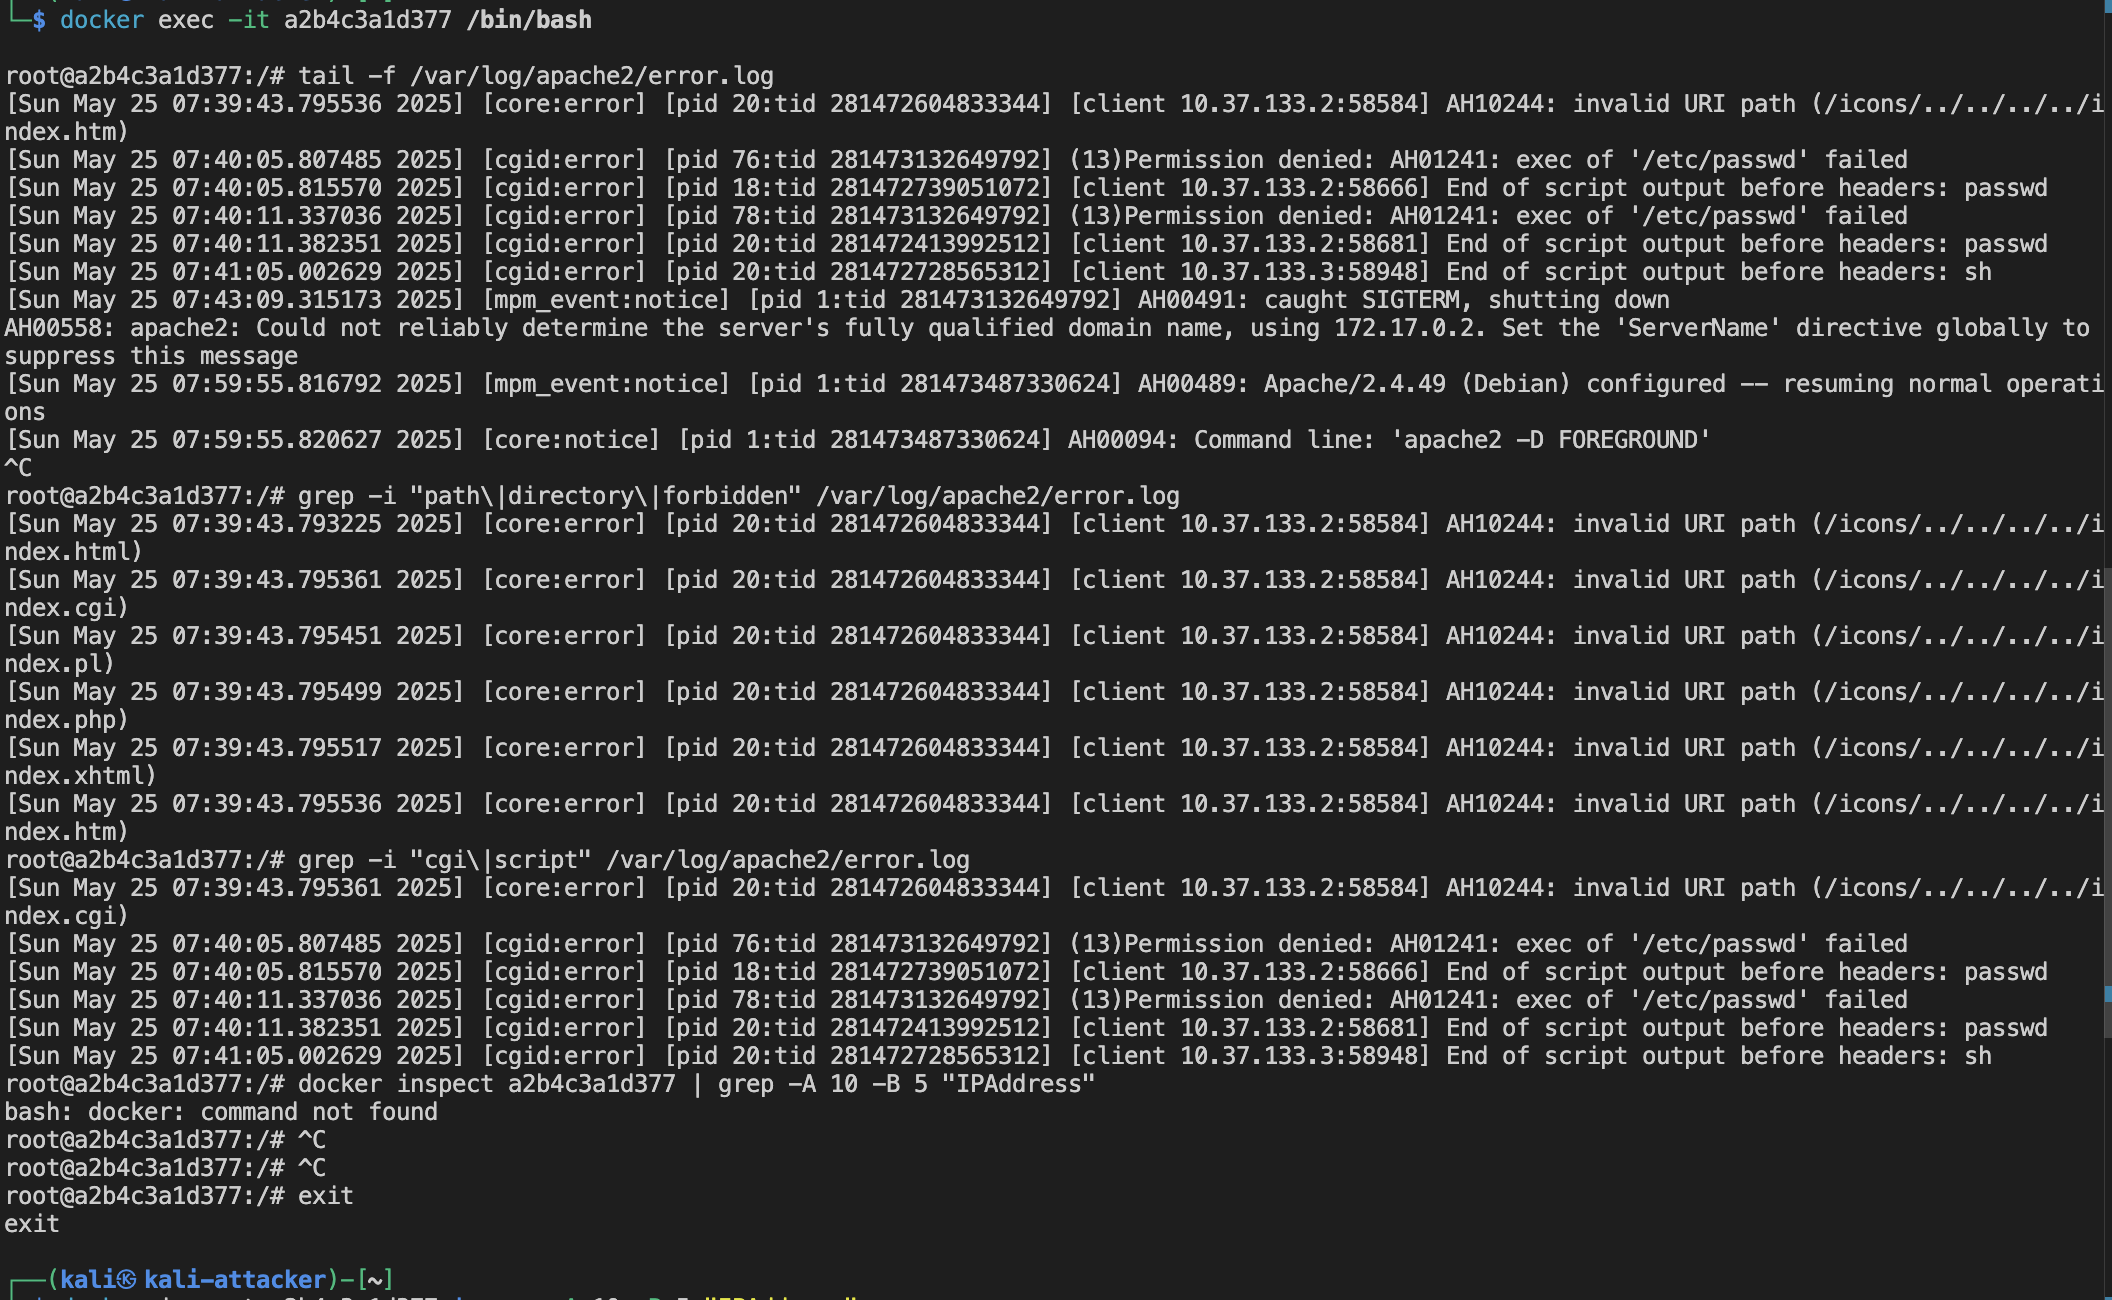 └─$ docker exec -it a2b4c3a1d377 /bin/bash
root@a2b4c3a1d377:/# tail -f /var/log/apache2/error.log
[Sun May 25 07:39:43.795536 2025] [core:error] [pid 20:tid 281472604833344] [client 10.37.133.2:58584] AH10244: invalid URI path (/icons/../../../../i
ndex.htm)
[Sun May 25 07:40:05.807485 2025] [cgid:error] [pid 76:tid 281473132649792] (13)Permission denied: AH01241: exec of '/etc/passwd' failed
[Sun May 25 07:40:05.815570 2025] [cgid:error] [pid 18:tid 281472739051072] [client 10.37.133.2:58666] End of script output before headers: passwd
[Sun May 25 07:40:11.337036 2025] [cgid:error] [pid 78:tid 281473132649792] (13)Permission denied: AH01241: exec of '/etc/passwd' failed
[Sun May 25 07:40:11.382351 2025] [cgid:error] [pid 20:tid 281472413992512] [client 10.37.133.2:58681] End of script output before headers: passwd
[Sun May 25 07:41:05.002629 2025] [cgid:error] [pid 20:tid 281472728565312] [client 10.37.133.3:58948] End of script output before headers: sh
[Sun May 25 07:43:09.315173 2025] [mpm_event:notice] [pid 1:tid 281473132649792] AH00491: caught SIGTERM, shutting down
AH00558: apache2: Could not reliably determine the server's fully qualified domain name, using 172.17.0.2. Set the 'ServerName' directive globally to
suppress this message
[Sun May 25 07:59:55.816792 2025] [mpm_event:notice] [pid 1:tid 281473487330624] AH00489: Apache/2.4.49 (Debian) configured -- resuming normal operati
ons
[Sun May 25 07:59:55.820627 2025] [core:notice] [pid 1:tid 281473487330624] AH00094: Command line: 'apache2 -D FOREGROUND'
^C
root@a2b4c3a1d377:/# grep -i "path\|directory\|forbidden" /var/log/apache2/error.log
[Sun May 25 07:39:43.793225 2025] [core:error] [pid 20:tid 281472604833344] [client 10.37.133.2:58584] AH10244: invalid URI path (/icons/../../../../i
ndex.html)
[Sun May 25 07:39:43.795361 2025] [core:error] [pid 20:tid 281472604833344] [client 10.37.133.2:58584] AH10244: invalid URI path (/icons/../../../../i
ndex.cgi)
[Sun May 25 07:39:43.795451 2025] [core:error] [pid 20:tid 281472604833344] [client 10.37.133.2:58584] AH10244: invalid URI path (/icons/../../../../i
ndex.pl)
[Sun May 25 07:39:43.795499 2025] [core:error] [pid 20:tid 281472604833344] [client 10.37.133.2:58584] AH10244: invalid URI path (/icons/../../../../i
ndex.php)
[Sun May 25 07:39:43.795517 2025] [core:error] [pid 20:tid 281472604833344] [client 10.37.133.2:58584] AH10244: invalid URI path (/icons/../../../../i
ndex.xhtml)
[Sun May 25 07:39:43.795536 2025] [core:error] [pid 20:tid 281472604833344] [client 10.37.133.2:58584] AH10244: invalid URI path (/icons/../../../../i
ndex.htm)
root@a2b4c3a1d377:/# grep -i "cgi\|script" /var/log/apache2/error.log
[Sun May 25 07:39:43.795361 2025] [core:error] [pid 20:tid 281472604833344] [client 10.37.133.2:58584] AH10244: invalid URI path (/icons/../../../../i
ndex.cgi)
[Sun May 25 07:40:05.807485 2025] [cgid:error] [pid 76:tid 281473132649792] (13)Permission denied: AH01241: exec of '/etc/passwd' failed
[Sun May 25 07:40:05.815570 2025] [cgid:error] [pid 18:tid 281472739051072] [client 10.37.133.2:58666] End of script output before headers: passwd
[Sun May 25 07:40:11.337036 2025] [cgid:error] [pid 78:tid 281473132649792] (13)Permission denied: AH01241: exec of '/etc/passwd' failed
[Sun May 25 07:40:11.382351 2025] [cgid:error] [pid 20:tid 281472413992512] [client 10.37.133.2:58681] End of script output before headers: passwd
[Sun May 25 07:41:05.002629 2025] [cgid:error] [pid 20:tid 281472728565312] [client 10.37.133.3:58948] End of script output before headers: sh
root@a2b4c3a1d377:/# docker inspect a2b4c3a1d377 | grep -A 10 -B 5 "IPAddress"
bash: docker: command not found
root@a2b4c3a1d377:/# ^C
root@a2b4c3a1d377:/# ^C
root@a2b4c3a1d377:/# exit
exit
┌──(kali㉿kali-attacker)-[~]